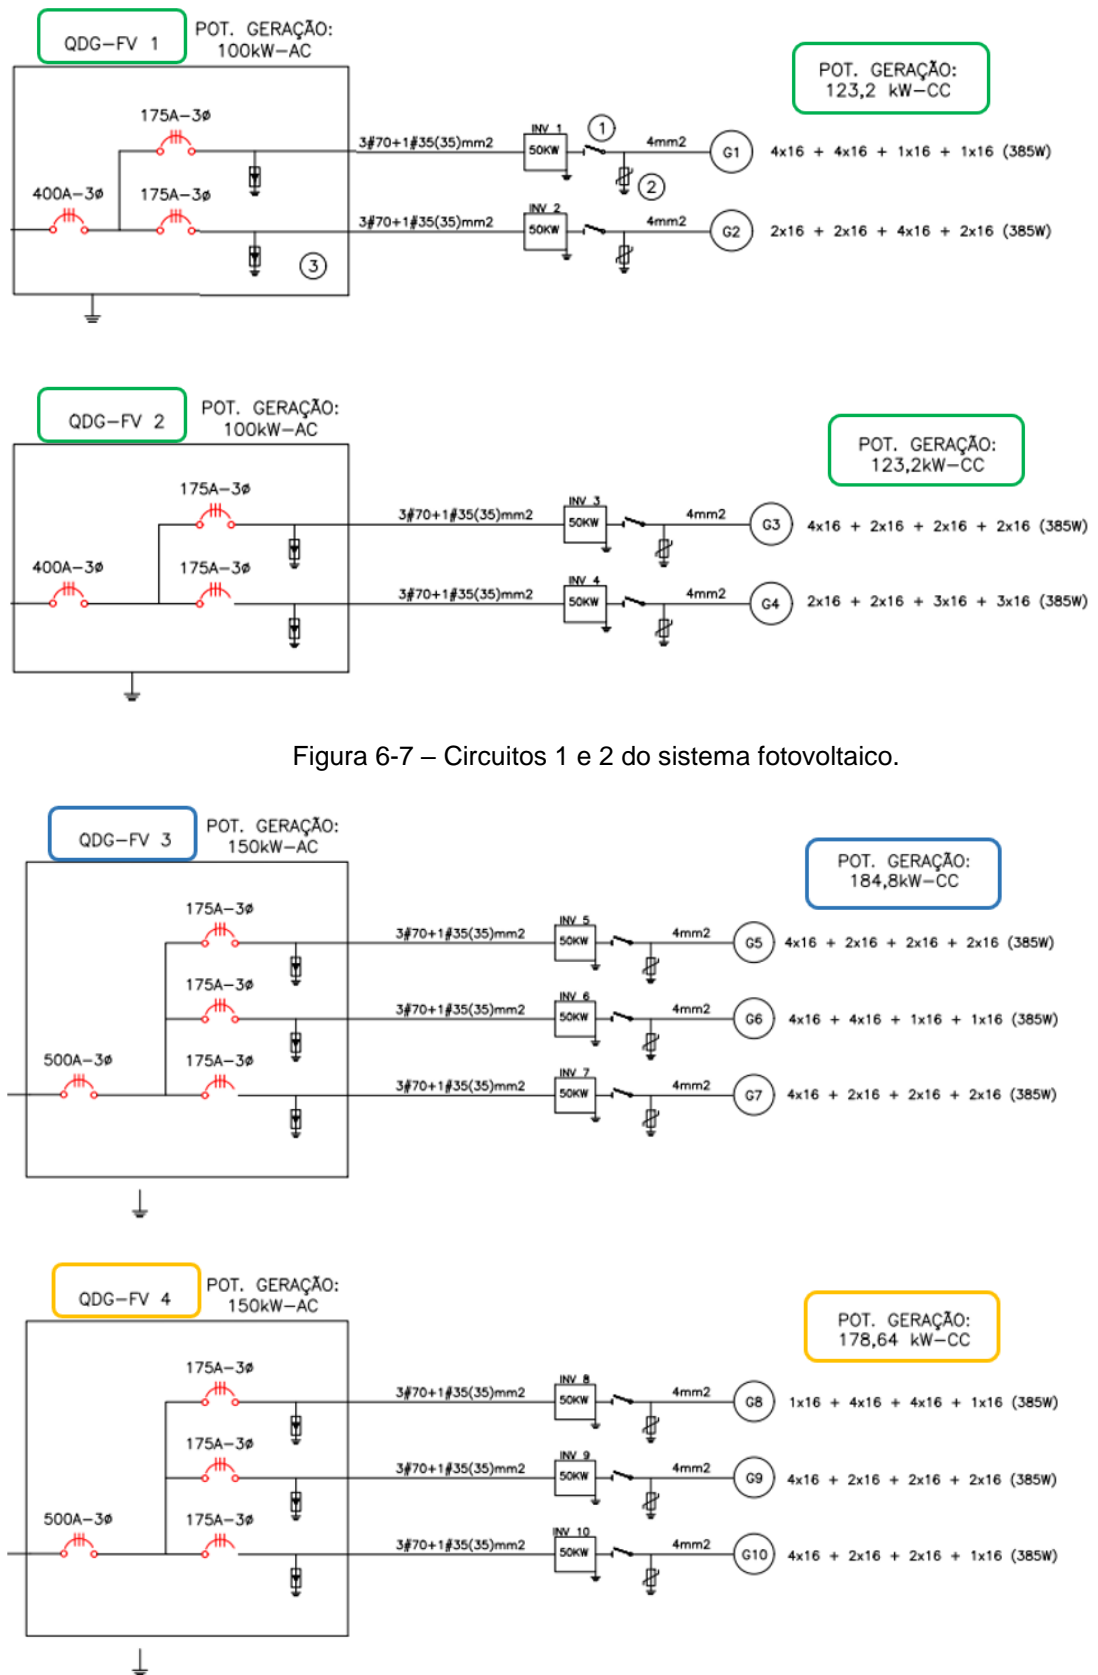 QDG-FV 1
POT. GERAÇÃO:
100kW-AC
POT. GERAÇÃO:
123,2 kW-CC
175A-3ø
3#70+1#35(35)mm2
INV 1
50KW
1
4mm2
G1
4x16 + 4x16 + 1x16 + 1x16 (385W)
2
400A-3ø
175A-3ø
3#70+1#35(35)mm2
INV 2
50KW
4mm2
G2
2x16 + 2x16 + 4x16 + 2x16 (385W)
3
QDG-FV 2
POT. GERAÇÃO:
100kW-AC
POT. GERAÇÃO:
123,2kW-CC
175A-3ø
3#70+1#35(35)mm2
INV 3
50KW
4mm2
G3
4x16 + 2x16 + 2x16 + 2x16 (385W)
400A-3ø
175A-3ø
3#70+1#35(35)mm2
INV 4
50KW
4mm2
G4
2x16 + 2x16 + 3x16 + 3x16 (385W)
Figura 6-7 – Circuitos 1 e 2 do sistema fotovoltaico.
QDG-FV 3
POT. GERAÇÃO:
150kW-AC
POT. GERAÇÃO:
184,8kW-CC
175A-3ø
3#70+1#35(35)mm2
INV 5
50KW
4mm2
G5
4x16 + 2x16 + 2x16 + 2x16 (385W)
175A-3ø
3#70+1#35(35)mm2
INV 6
50KW
4mm2
G6
4x16 + 4x16 + 1x16 + 1x16 (385W)
500A-3ø
175A-3ø
3#70+1#35(35)mm2
INV 7
50KW
4mm2
G7
4x16 + 2x16 + 2x16 + 2x16 (385W)
QDG-FV 4
POT. GERAÇÃO:
150kW-AC
POT. GERAÇÃO:
178,64 kW-CC
175A-3ø
3#70+1#35(35)mm2
INV 8
50KW
4mm2
G8
1x16 + 4x16 + 4x16 + 1x16 (385W)
175A-3ø
3#70+1#35(35)mm2
INV 9
50KW
4mm2
G9
4x16 + 2x16 + 2x16 + 2x16 (385W)
500A-3ø
175A-3ø
3#70+1#35(35)mm2
INV 10
50KW
4mm2
G10
4x16 + 2x16 + 2x16 + 1x16 (385W)